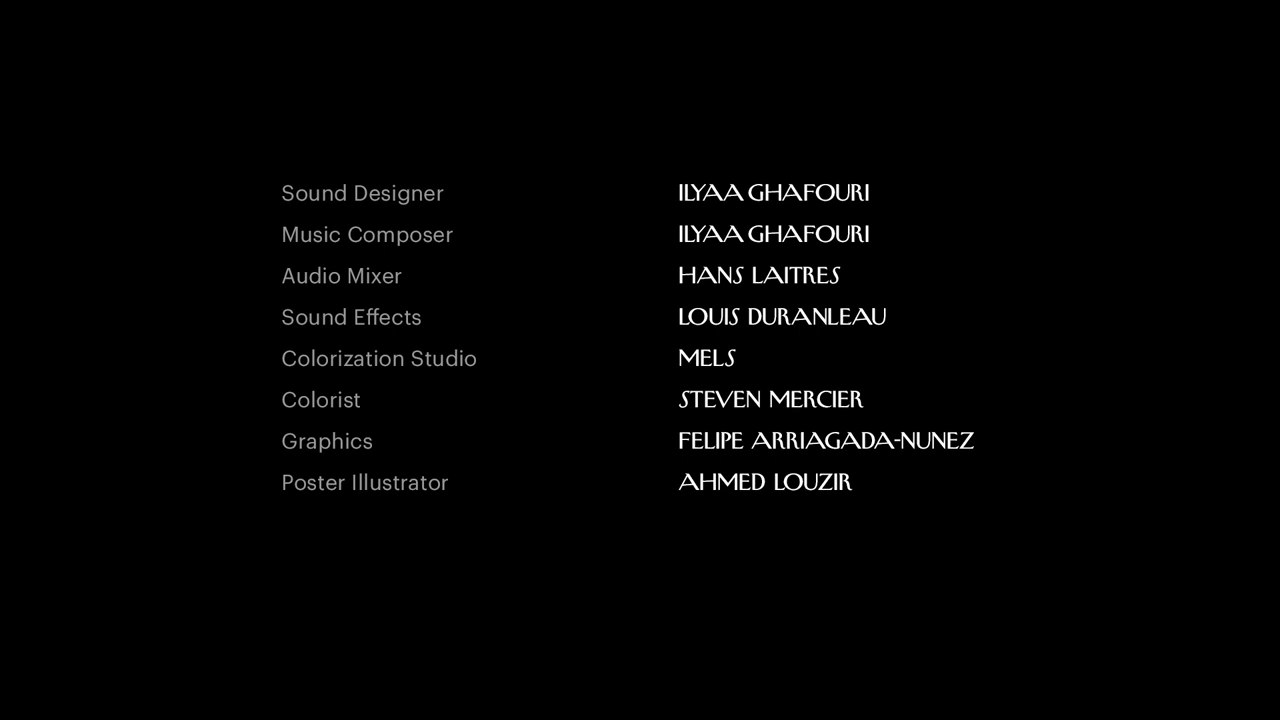 Sound Designer ILYAA GHAFOURI
Music Composer ILYAA GHAFOURI
Audio Mixer HANS LAITRES
Sound Effects LOUIS DURANLEAU
Colorization Studio MELS
Colorist STEVEN MERCIER
Graphics FELIPE ARRIAGADA-NUNEZ
Poster Illustrator AHMED LOUZIR